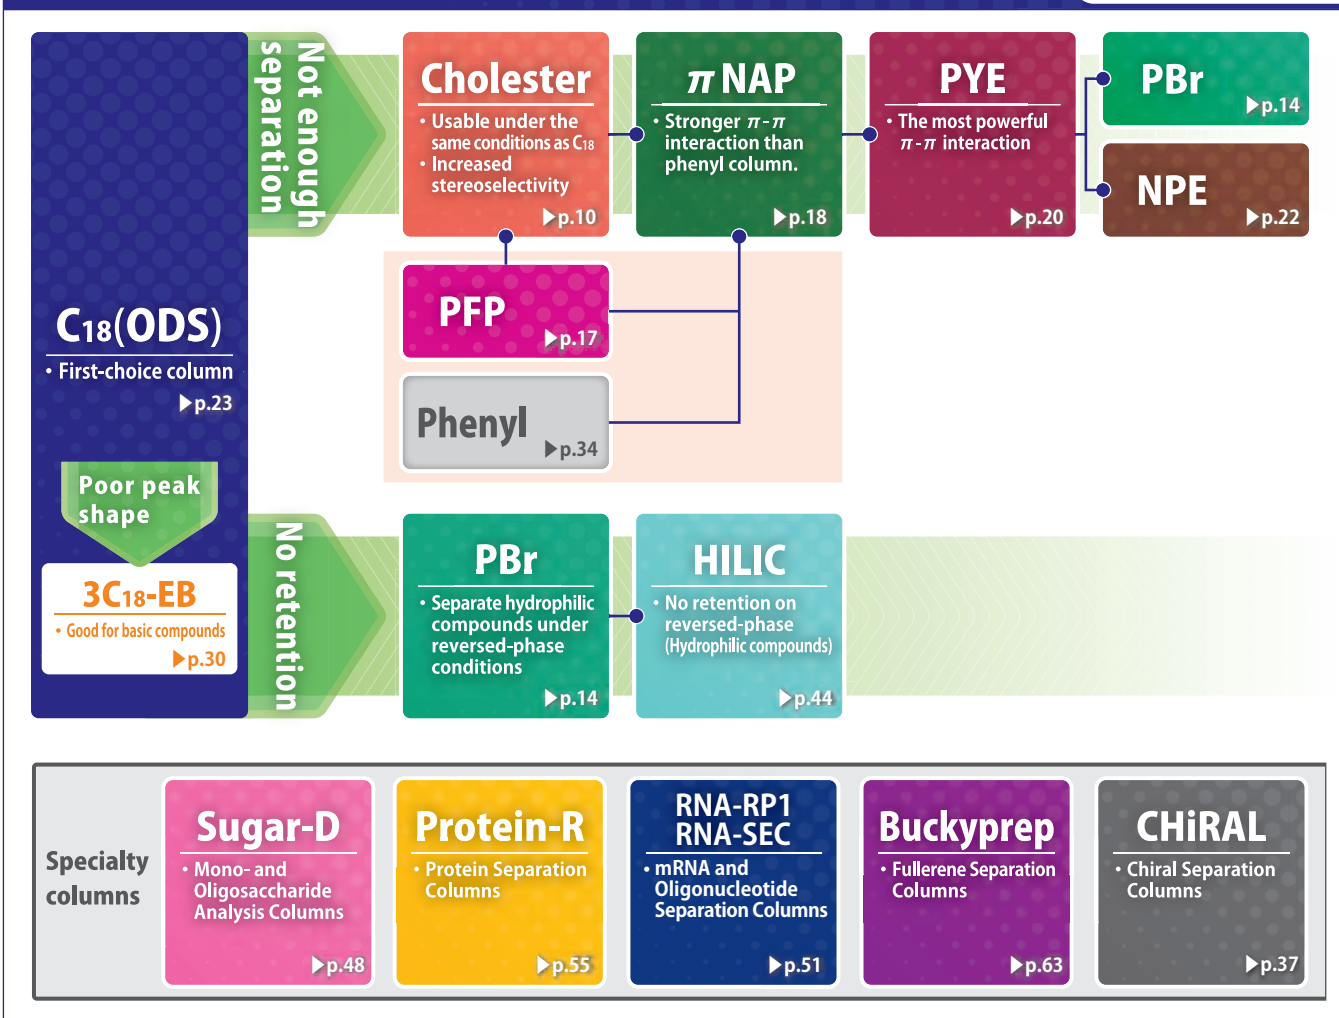 C18(ODS)
• First-choice column
▶p.23
Poor peak
shape
3C18-EB
• Good for basic compounds
▶p.30
Not enough
separation
Cholester
• Usable under the
same conditions as C18
• Increased
stereoselectivity
▶p.10
π NAP
• Stronger π-π
interaction than
phenyl column.
▶p.18
PYE
• The most powerful
π-π interaction
▶p.20
PBr
▶p.14
NPE
▶p.22
PFP
▶p.17
Phenyl
▶p.34
No retention
PBr
• Separate hydrophilic
compounds under
reversed-phase
conditions
▶p.14
HILIC
• No retention on
reversed-phase
(Hydrophilic compounds)
▶p.44
Specialty
columns
Sugar-D
• Mono- and
Oligosaccharide
Analysis Columns
▶p.48
Protein-R
• Protein Separation
Columns
▶p.55
RNA-RP1
RNA-SEC
• mRNA and
Oligonucleotide
Separation Columns
▶p.51
Buckyprep
• Fullerene Separation
Columns
▶p.63
CHiRAL
• Chiral Separation
Columns
▶p.37